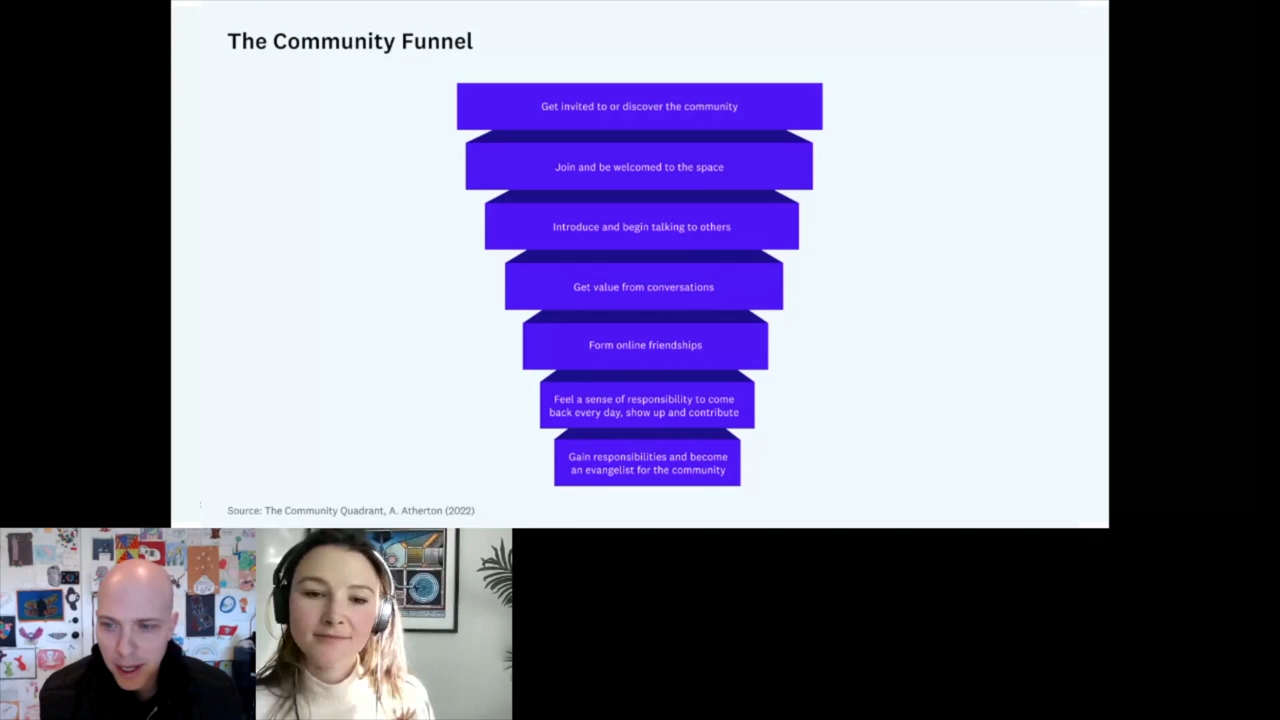 The Community Funnel
Get invited to or discover the community
Join and be welcomed to the space
Introduce and begin talking to others
Get value from conversations
Form online friendships
Feel a sense of responsibility to come
back every day, show up and contribute
Gain responsibilities and become
an evangelist for the community
Source: The Community Quadrant, A. Atherton (2022)